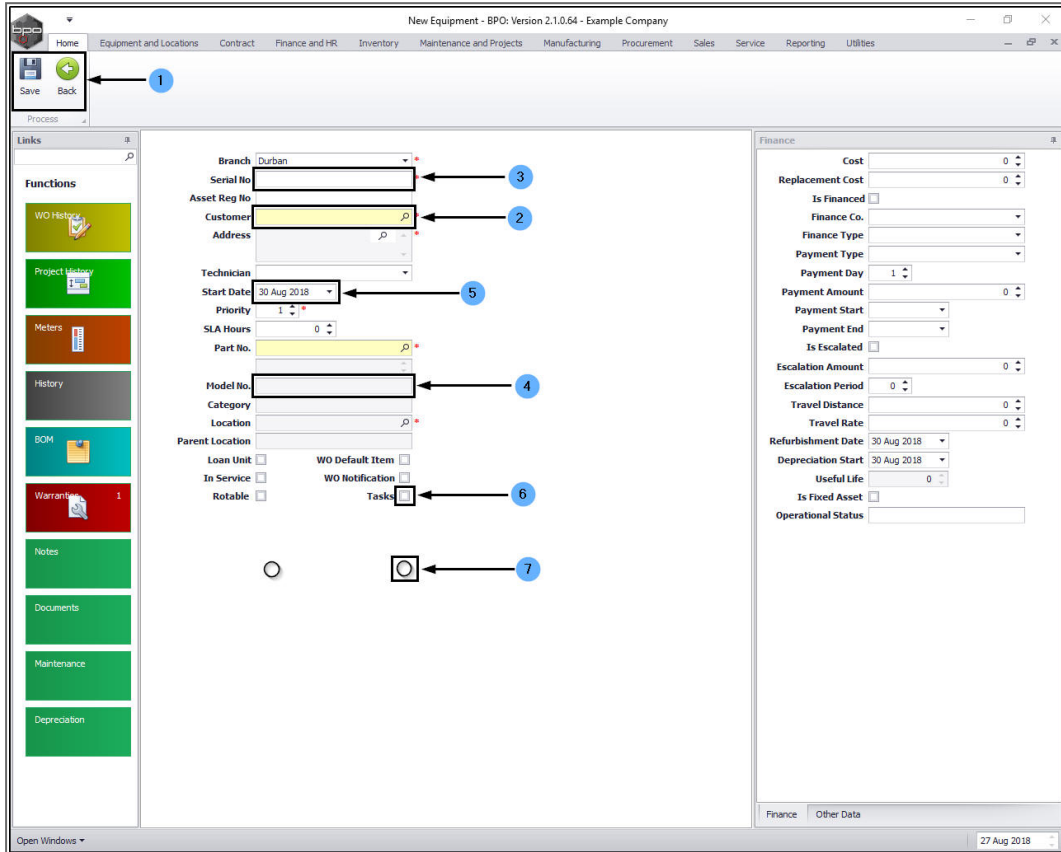 New Equipment - BPO: Version 2.1.0.64 - Example Company
bpo
Home Equipment and Locations Contract Finance and HR Inventory Maintenance and Projects Manufacturing Procurement Sales Service Reporting Utilities
Save Back
1
Process
Links
Functions
WO History
Project History
Meters
History
BOM
Warranties 1
Notes
Documents
Maintenance
Depreciation
Branch Durban *
Serial No * 3
Asset Reg No
Customer * 2
Address *
Technician
Start Date 30 Aug 2018 5
Priority 1 *
SLA Hours 0
Part No. *
Model No. 4
Category
Location *
Parent Location
Loan Unit WO Default Item
In Service WO Notification
Rotable Tasks 6
7
Finance
Cost 0
Replacement Cost 0
Is Financed
Finance Co.
Finance Type
Payment Type
Payment Day 1
Payment Amount 0
Payment Start
Payment End
Is Escalated
Escalation Amount 0
Escalation Period 0
Travel Distance 0
Travel Rate 0
Refurbishment Date 30 Aug 2018
Depreciation Start 30 Aug 2018
Useful Life 0
Is Fixed Asset
Operational Status
Finance Other Data
Open Windows
27 Aug 2018